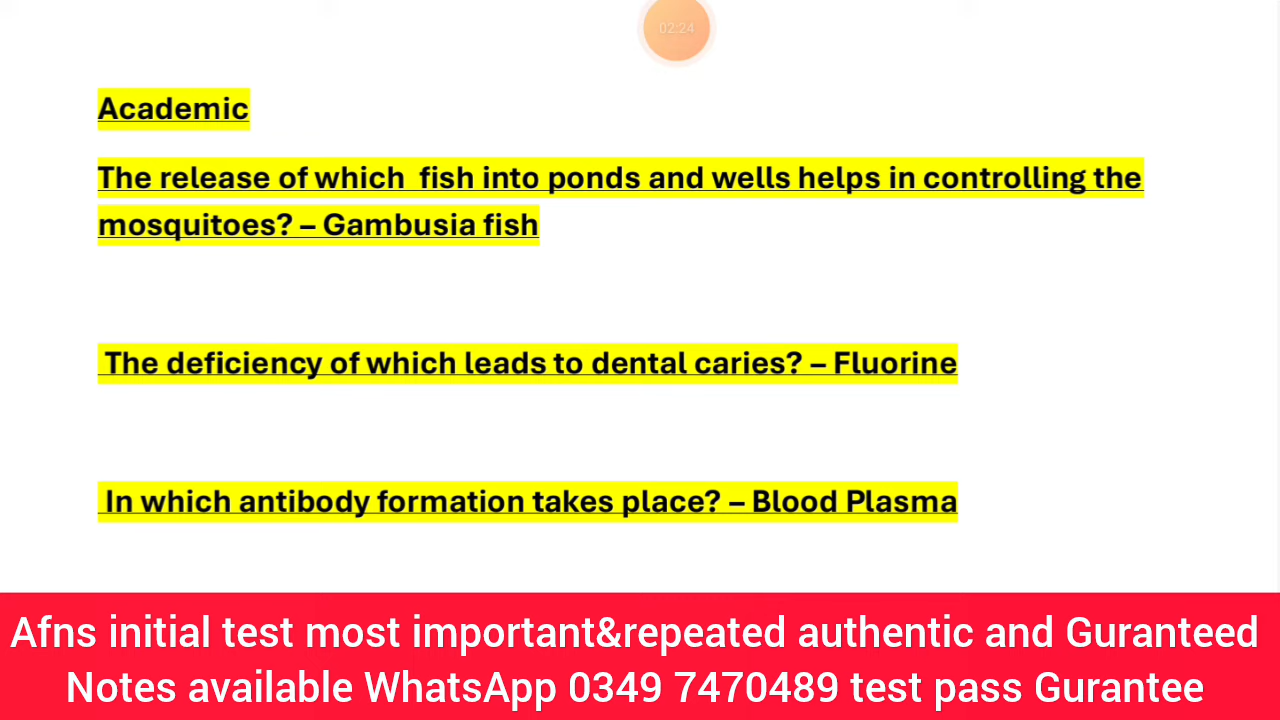 02:24
Academic
The release of which  fish into ponds and wells helps in controlling the
mosquitoes? – Gambusia fish
The deficiency of which leads to dental caries? – Fluorine
In which antibody formation takes place? – Blood Plasma
Afns initial test most important&repeated authentic and Guranteed
Notes available WhatsApp 0349 7470489 test pass Gurantee